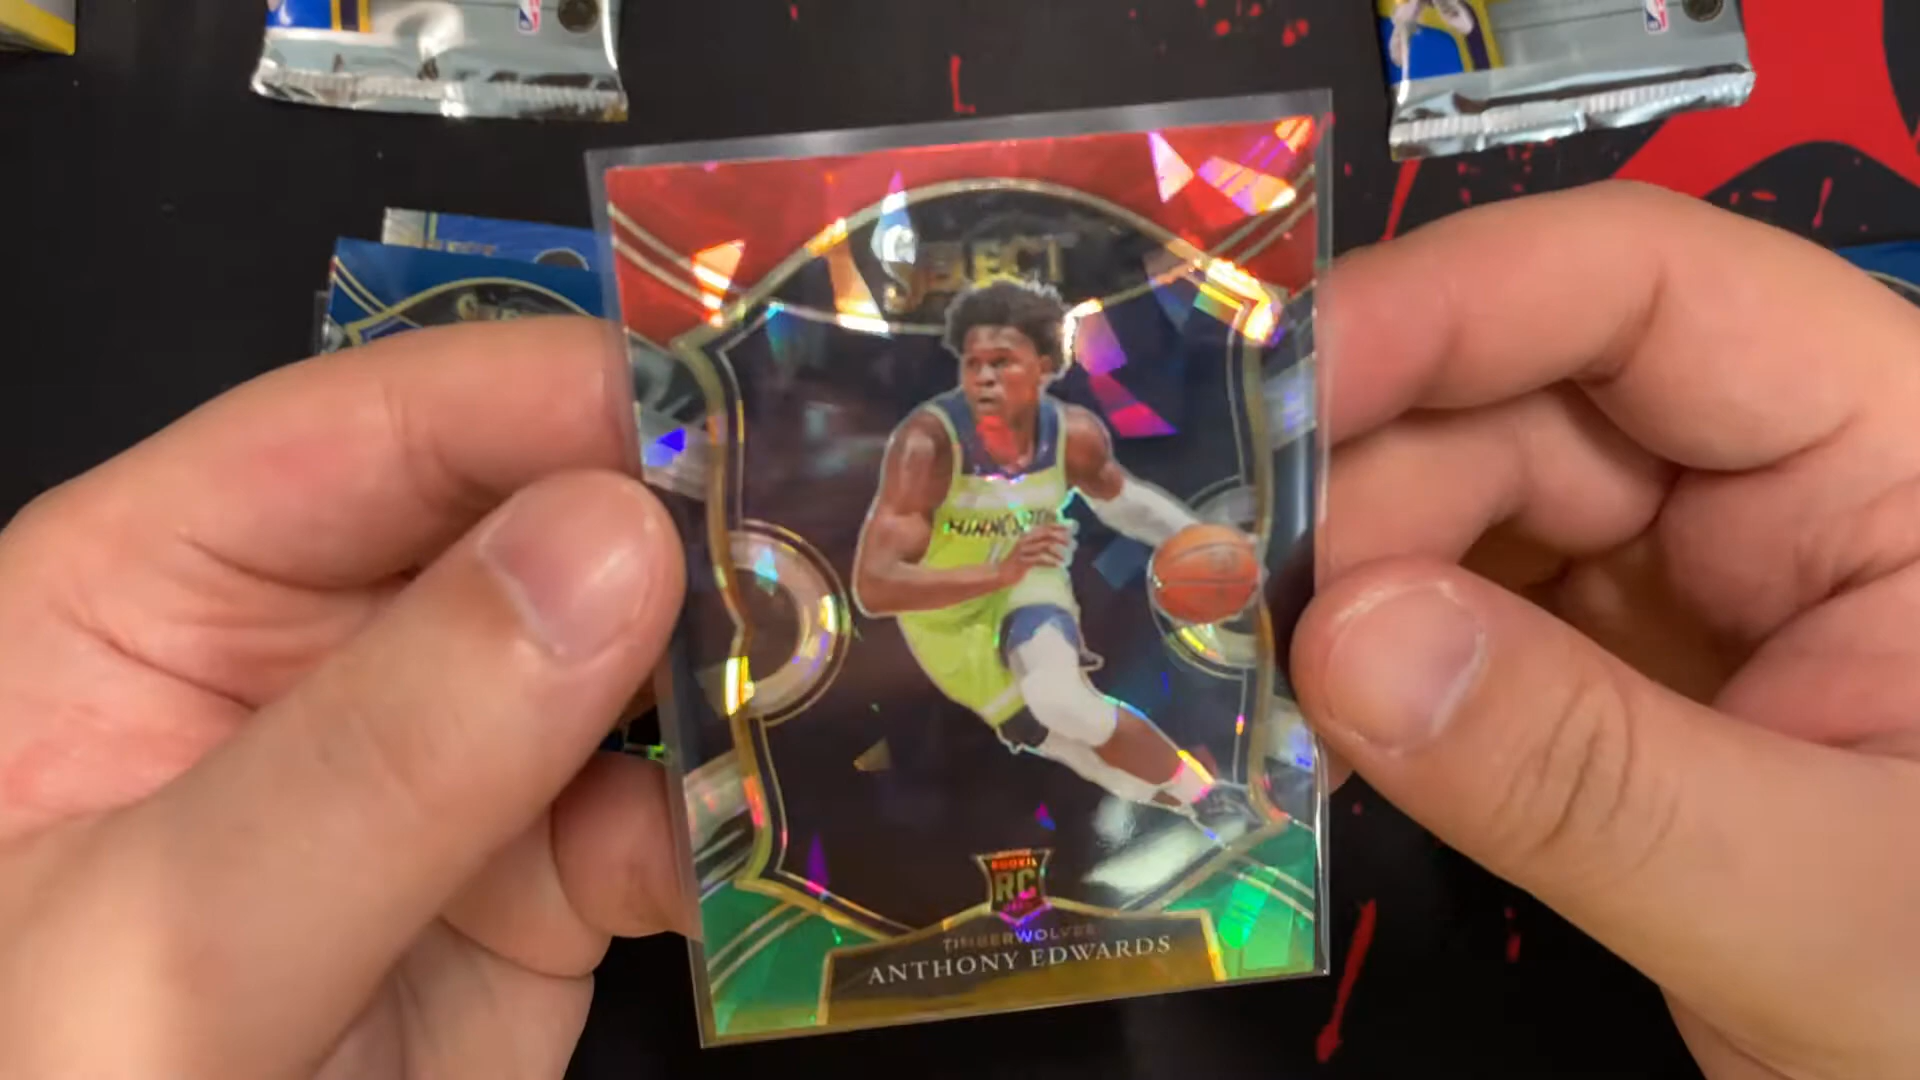 SELECT
ROOKIE
RC
TIMBERWOLVES
ANTHONY EDWARDS